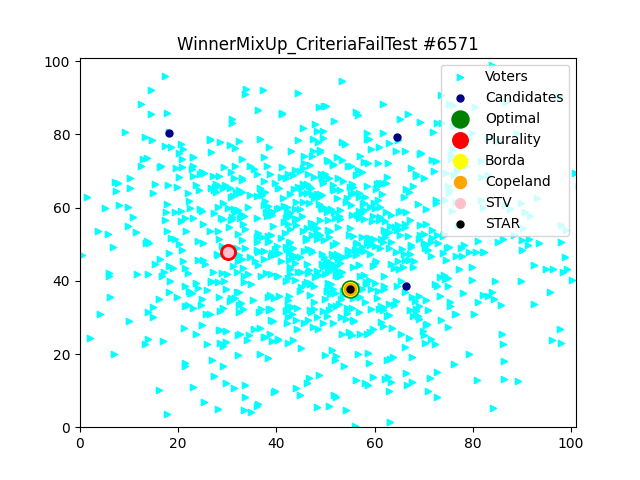 WinnerMixUp_CriteriaFailTest #6571
100
80
60
40
20
0
0 20 40 60 80 100
Voters
Candidates
Optimal
Plurality
Borda
Copeland
STV
STAR